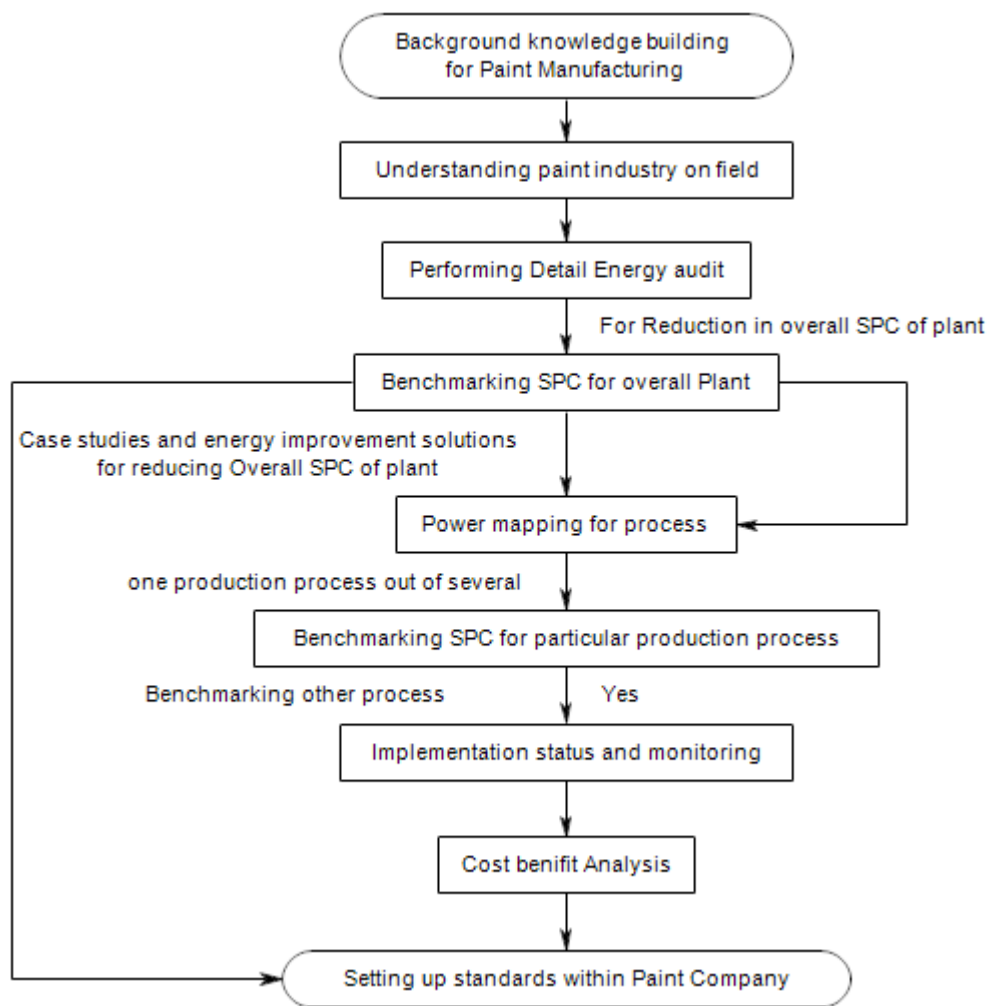 Background knowledge building
for Paint Manufacturing
Understanding paint industry on field
Performing Detail Energy audit
For Reduction in overall SPC of plant
Benchmarking SPC for overall Plant
Case studies and energy improvement solutions
for reducing Overall SPC of plant
Power mapping for process
one production process out of several
Benchmarking SPC for particular production process
Benchmarking other process
Yes
Implementation status and monitoring
Cost benifit Analysis
Setting up standards within Paint Company